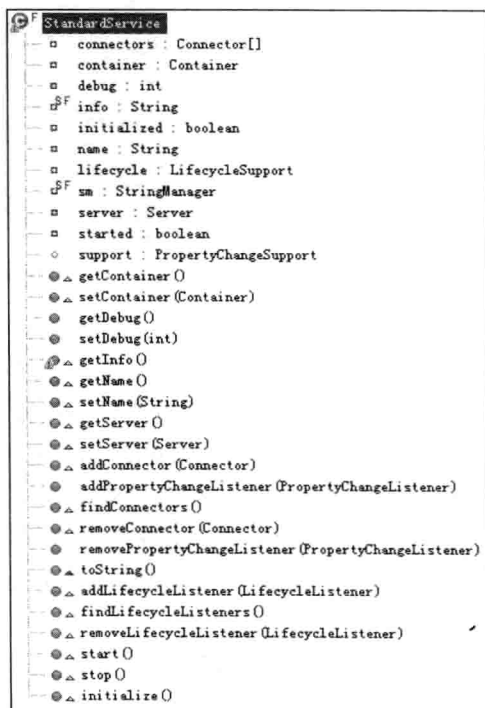 F StandardService
connectors : Connector[]
container : Container
debug : int
SF info : String
initialized : boolean
name : String
lifecycle : LifecycleSupport
SF sm : StringManager
server : Server
started : boolean
support : PropertyChangeSupport
getContainer()
setContainer(Container)
getDebug()
setDebug(int)
getInfo()
getName()
setName(String)
getServer()
setServer(Server)
addConnector(Connector)
addPropertyChangeListener(PropertyChangeListener)
findConnectors()
removeConnector(Connector)
removePropertyChangeListener(PropertyChangeListener)
toString()
addLifecycleListener(LifecycleListener)
findLifecycleListeners()
removeLifecycleListener(LifecycleListener)
start()
stop()
initialize()